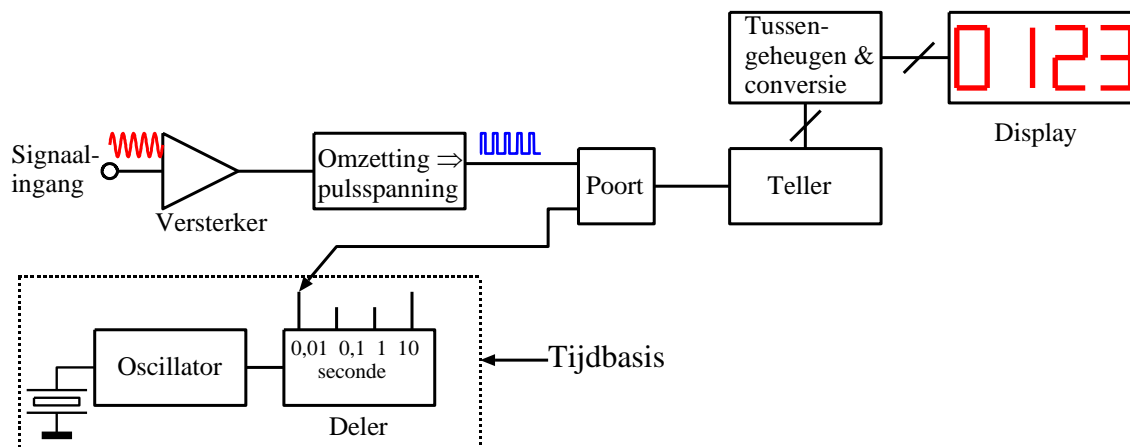 Tussen-
geheugen &
conversie
0123
Display
Signaal-
ingang
Versterker
Omzetting ⇒
pulsspanning
Poort
Teller
Oscillator
0,01 0,1 1 10
seconde
Deler
Tijdbasis